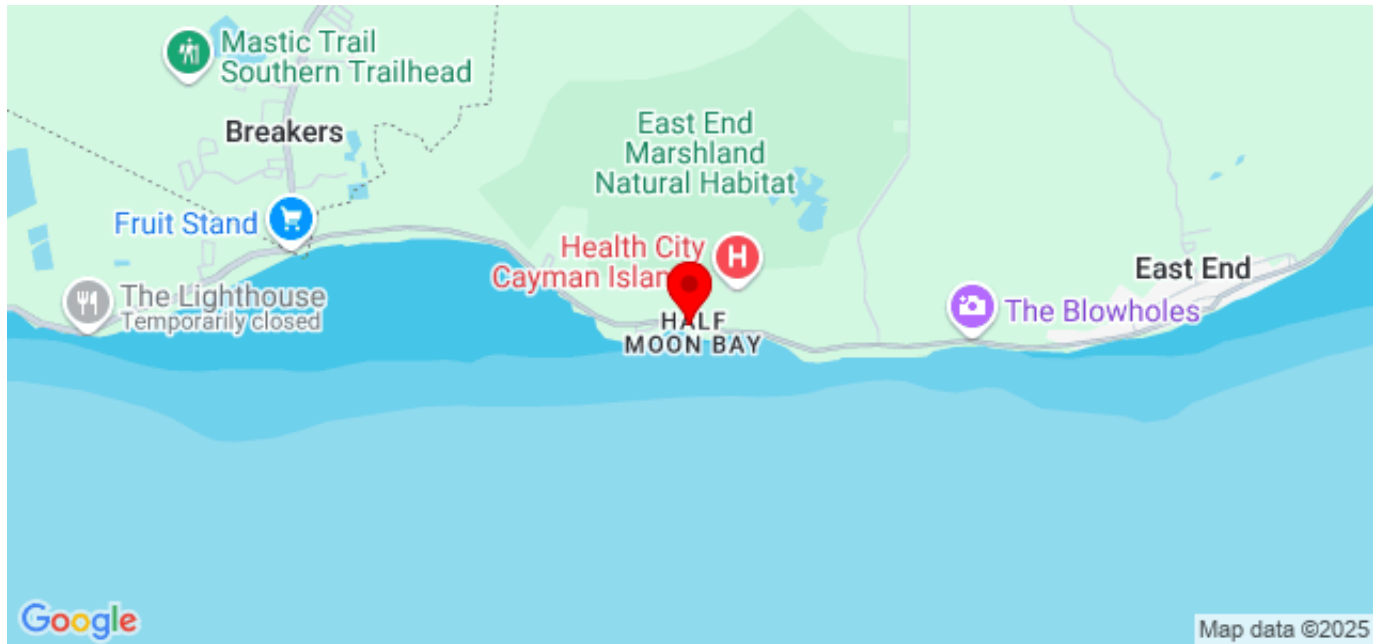 Mastic Trail
Southern Trailhead
Breakers
East End
Marshland
Natural Habitat
Fruit Stand
Health City
Cayman Islan
East End
The Lighthouse
Temporarily closed
The Blowholes
HALF
MOON BAY
Google
Map data ©2025